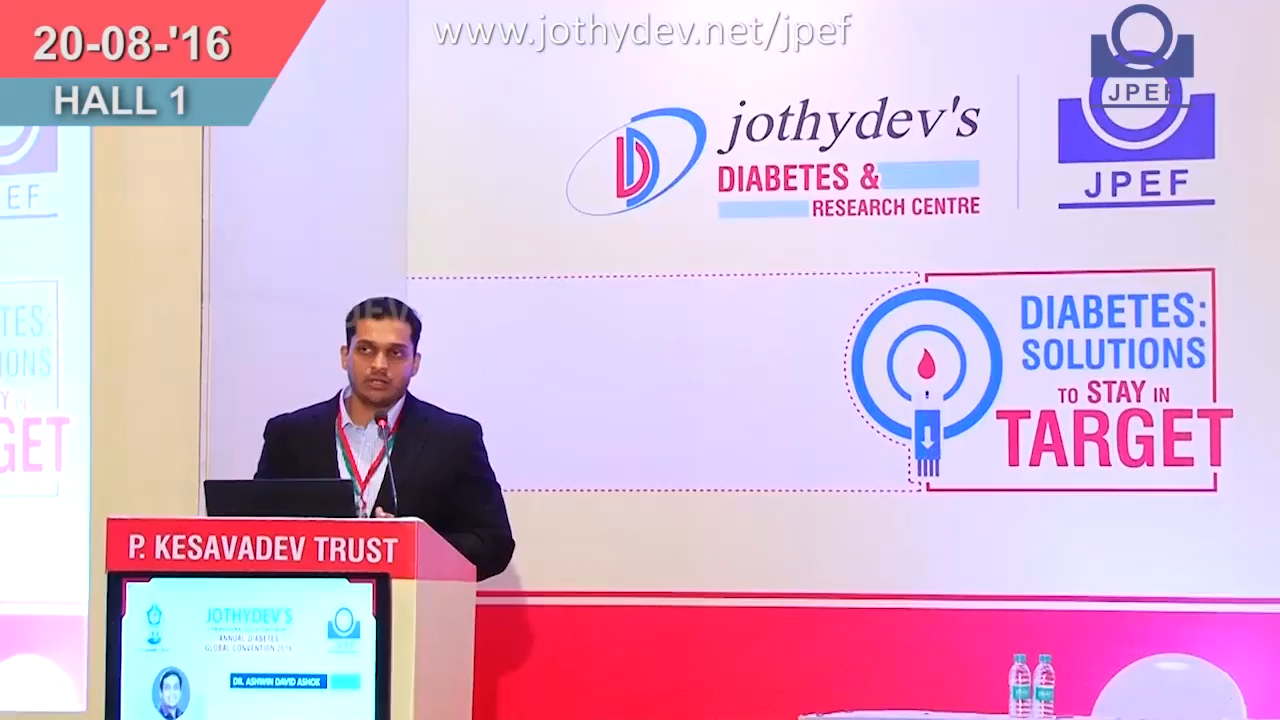 20-08-'16
HALL 1
www.jothydev.net/jpef
jothydev's
DIABETES &
RESEARCH CENTRE
JPEF
JPEF
EF
DIABETES:
SOLUTIONS
TO STAY IN
TARGET
TES:
IONS
Y IN
GET
P. KESAVADEV TRUST
JOTHYDEV'S
ANNUAL DIABETES
GLOBAL CONVENTION 2016
DR. ASHWIN DAVID ASHOK